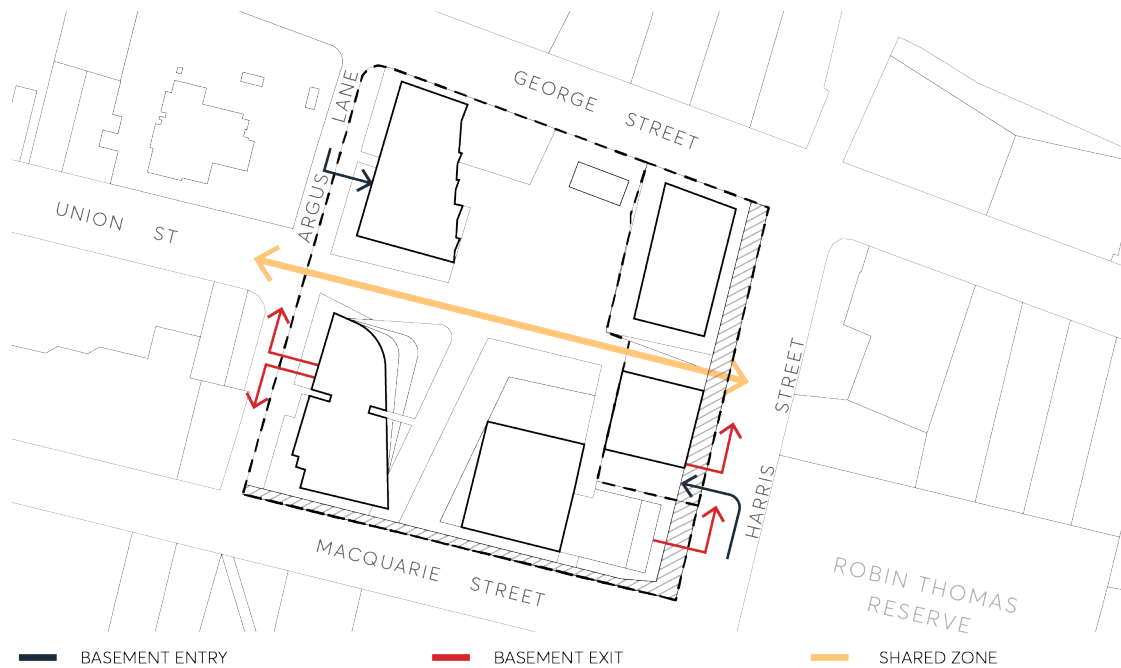 GEORGE STREET
ARGUS LANE
UNION ST
HARRIS STREET
MACQUARIE STREET
ROBIN THOMAS
RESERVE
BASEMENT ENTRY
BASEMENT EXIT
SHARED ZONE